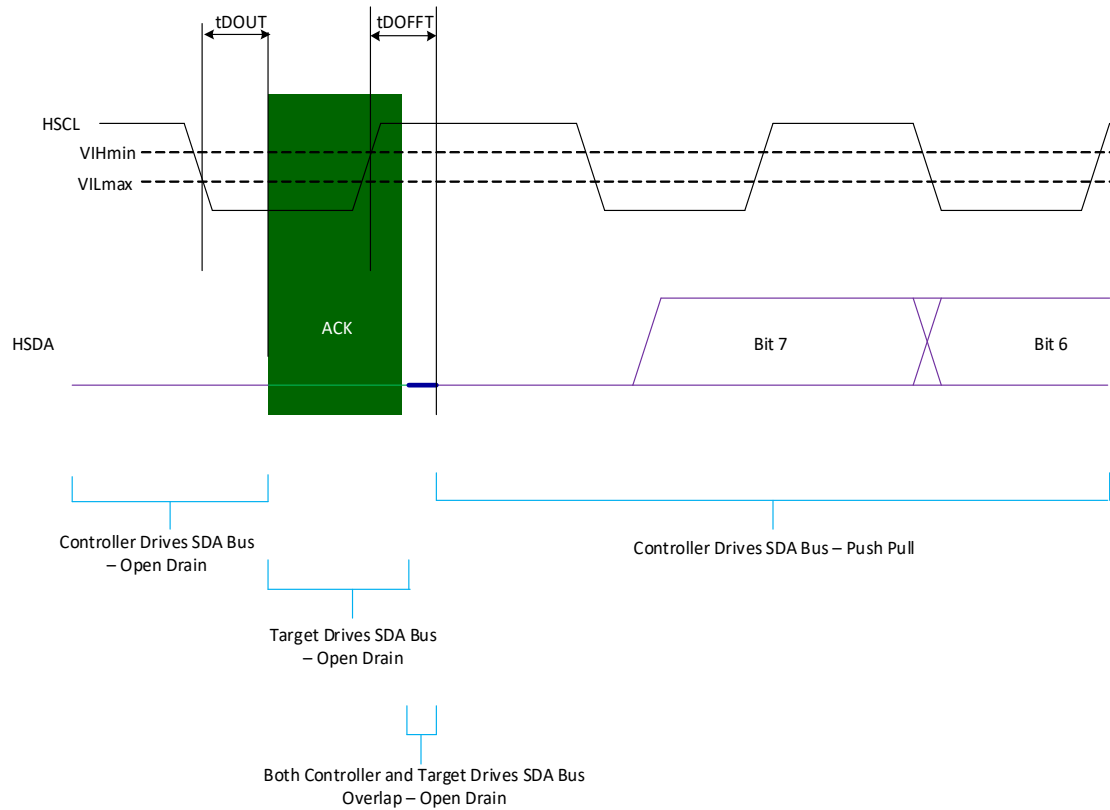 tDOUT
tDOFFT
HSCL
VIHmin
VILmax
ACK
HSDA
Bit 7
Bit 6
Controller Drives SDA Bus
– Open Drain
Controller Drives SDA Bus – Push Pull
Target Drives SDA Bus
– Open Drain
Both Controller and Target Drives SDA Bus
Overlap – Open Drain